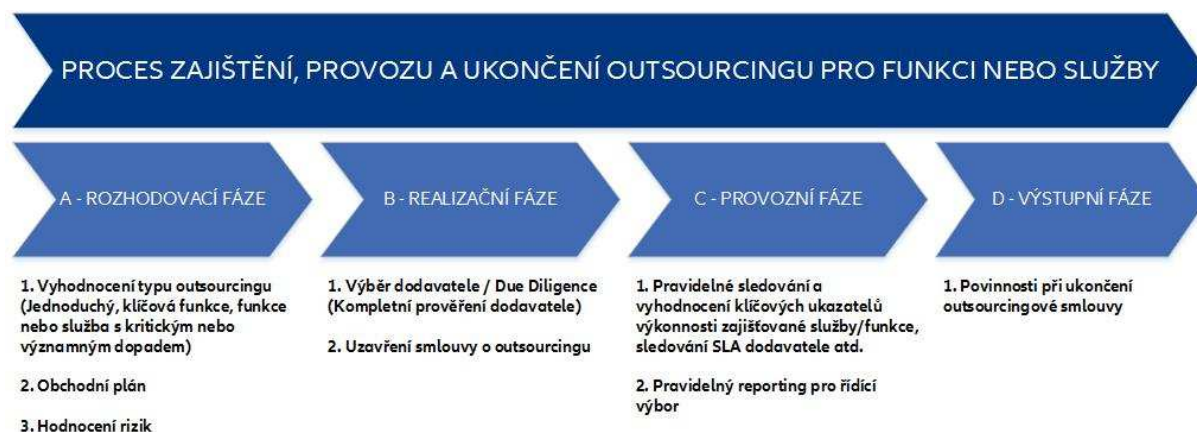 PROCES ZAJIŠTĚNÍ, PROVOZU A UKONČENÍ OUTSOURCINGU PRO FUNKCI NEBO SLUŽBY
A - ROZHODOVACÍ FÁZE
1. Vyhodnocení typu outsourcingu
(Jednoduchý, klíčová funkce, funkce
nebo služba s kritickým nebo
významným dopadem)
2. Obchodní plán
3. Hodnocení rizik
B - REALIZAČNÍ FÁZE
1. Výběr dodavatele / Due Diligence
(Kompletní prověření dodavatele)
2. Uzavření smlouvy o outsourcingu
C - PROVOZNÍ FÁZE
1. Pravidelné sledování a
vyhodnocení klíčových ukazatelů
výkonnosti zajišťované služby/funkce,
sledování SLA dodavatele atd.
2. Pravidelný reporting pro řídící
výbor
D - VÝSTUPNÍ FÁZE
1. Povinnosti při ukončení
outsourcingové smlouvy